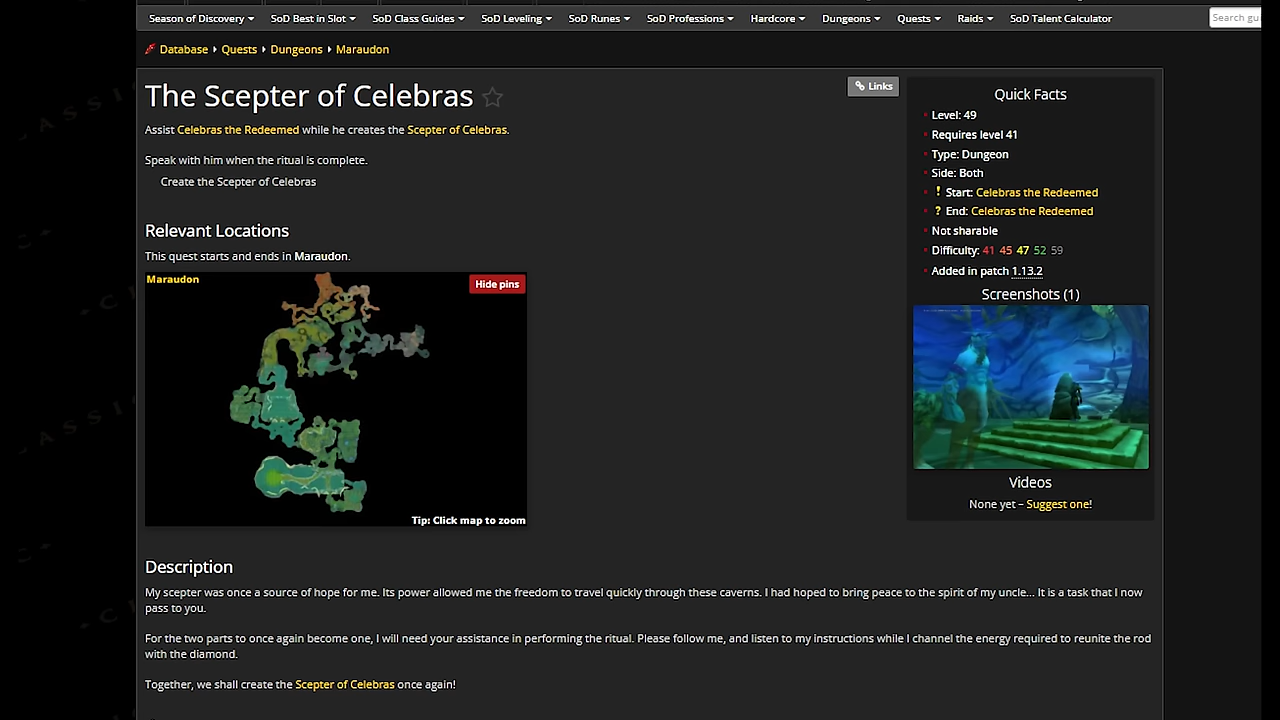 Season of Discovery SoD Best in Slot SoD Class Guides SoD Leveling SoD Runes SoD Professions Hardcore Dungeons Quests Raids SoD Talent Calculator
Database Quests Dungeons Maraudon
The Scepter of Celebras
Links
Assist Celebras the Redeemed while he creates the Scepter of Celebras.
Speak with him when the ritual is complete.
Create the Scepter of Celebras
Relevant Locations
This quest starts and ends in Maraudon.
Maraudon
Hide pins
Tip: Click map to zoom
Quick Facts
Level: 49
Requires level 41
Type: Dungeon
Side: Both
! Start: Celebras the Redeemed
? End: Celebras the Redeemed
Not sharable
Difficulty: 41 45 47 52 59
Added in patch 1.13.2
Screenshots (1)
Videos
None yet – Suggest one!
Description
My scepter was once a source of hope for me. Its power allowed me the freedom to travel quickly through these caverns. I had hoped to bring peace to the spirit of my uncle... It is a task that I now
pass to you.
For the two parts to once again become one, I will need your assistance in performing the ritual. Please follow me, and listen to my instructions while I channel the energy required to reunite the rod
with the diamond.
Together, we shall create the Scepter of Celebras once again!